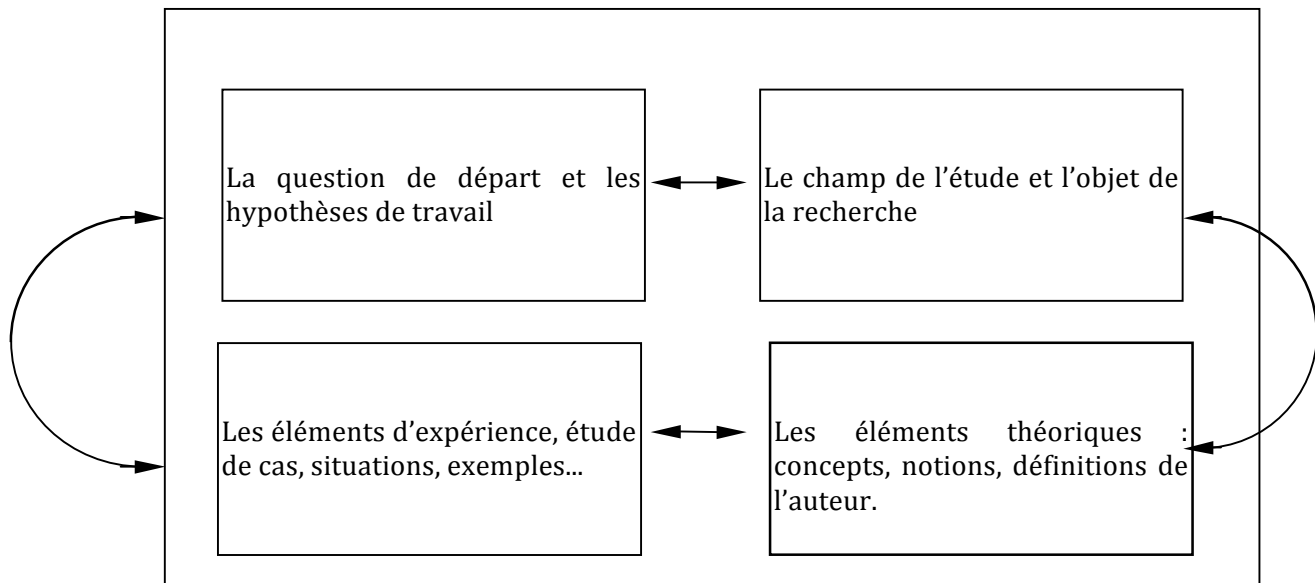 La question de départ et les
hypothèses de travail
Le champ de l’étude et l’objet de
la recherche
Les éléments d’expérience, étude
de cas, situations, exemples...
Les éléments théoriques :
concepts, notions, définitions de
l’auteur.